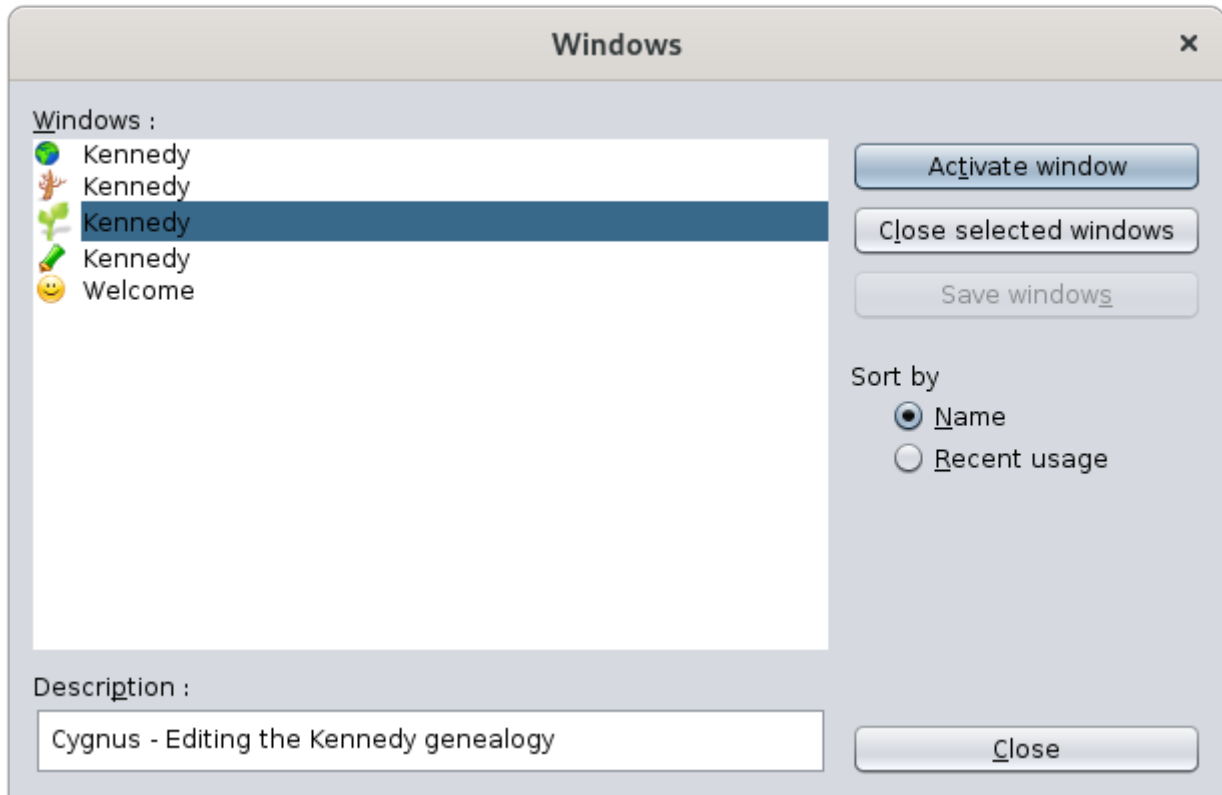 Windows
Windows :
Kennedy
Kennedy
Kennedy
Kennedy
Welcome
Activate window
Close selected windows
Save windows
Sort by
Name
Recent usage
Description :
Cygnus - Editing the Kennedy genealogy
Close